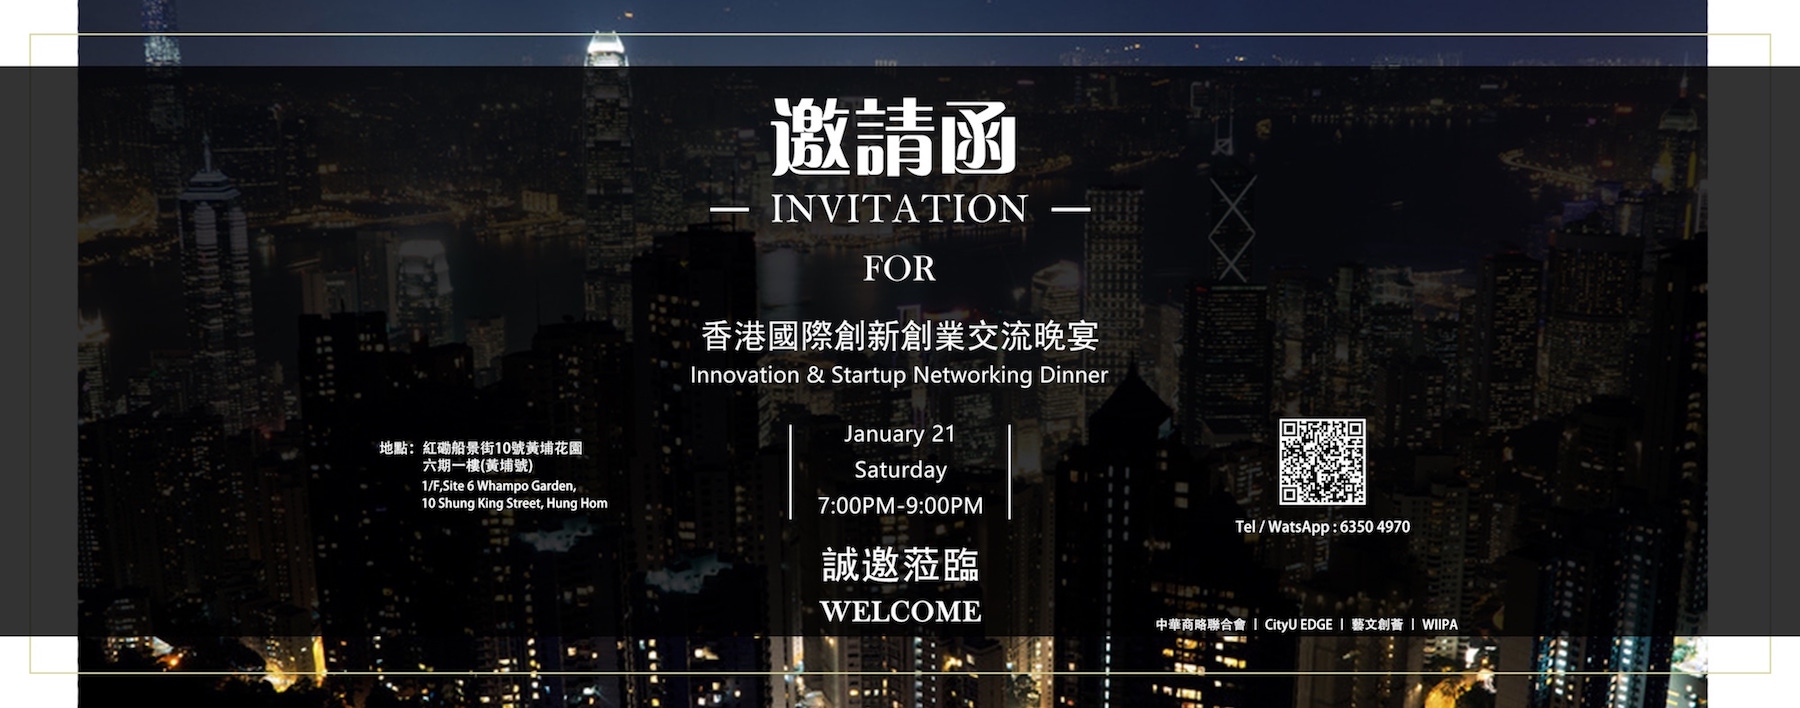 邀請函
INVITATION
FOR
香港國際創新創業交流晚宴
Innovation & Startup Networking Dinner
地點：紅磡船景街10號黃埔花園
六期一樓(黃埔號)
1/F,Site 6 Whampo Garden,
10 Shung King Street, Hung Hom
January 21
Saturday
7:00PM-9:00PM
Tel / WatsApp : 6350 4970
誠邀蒞臨
WELCOME
中華商略聯合會 | CityU EDGE | 藝文創薈 | WIIPA